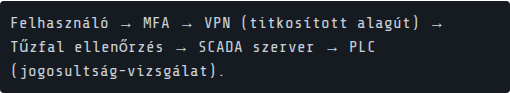 Felhasználó → MFA → VPN (titkosított alagút) →
Tűzfal ellenőrzés → SCADA szerver → PLC
(jogosultság-vizsgálat).